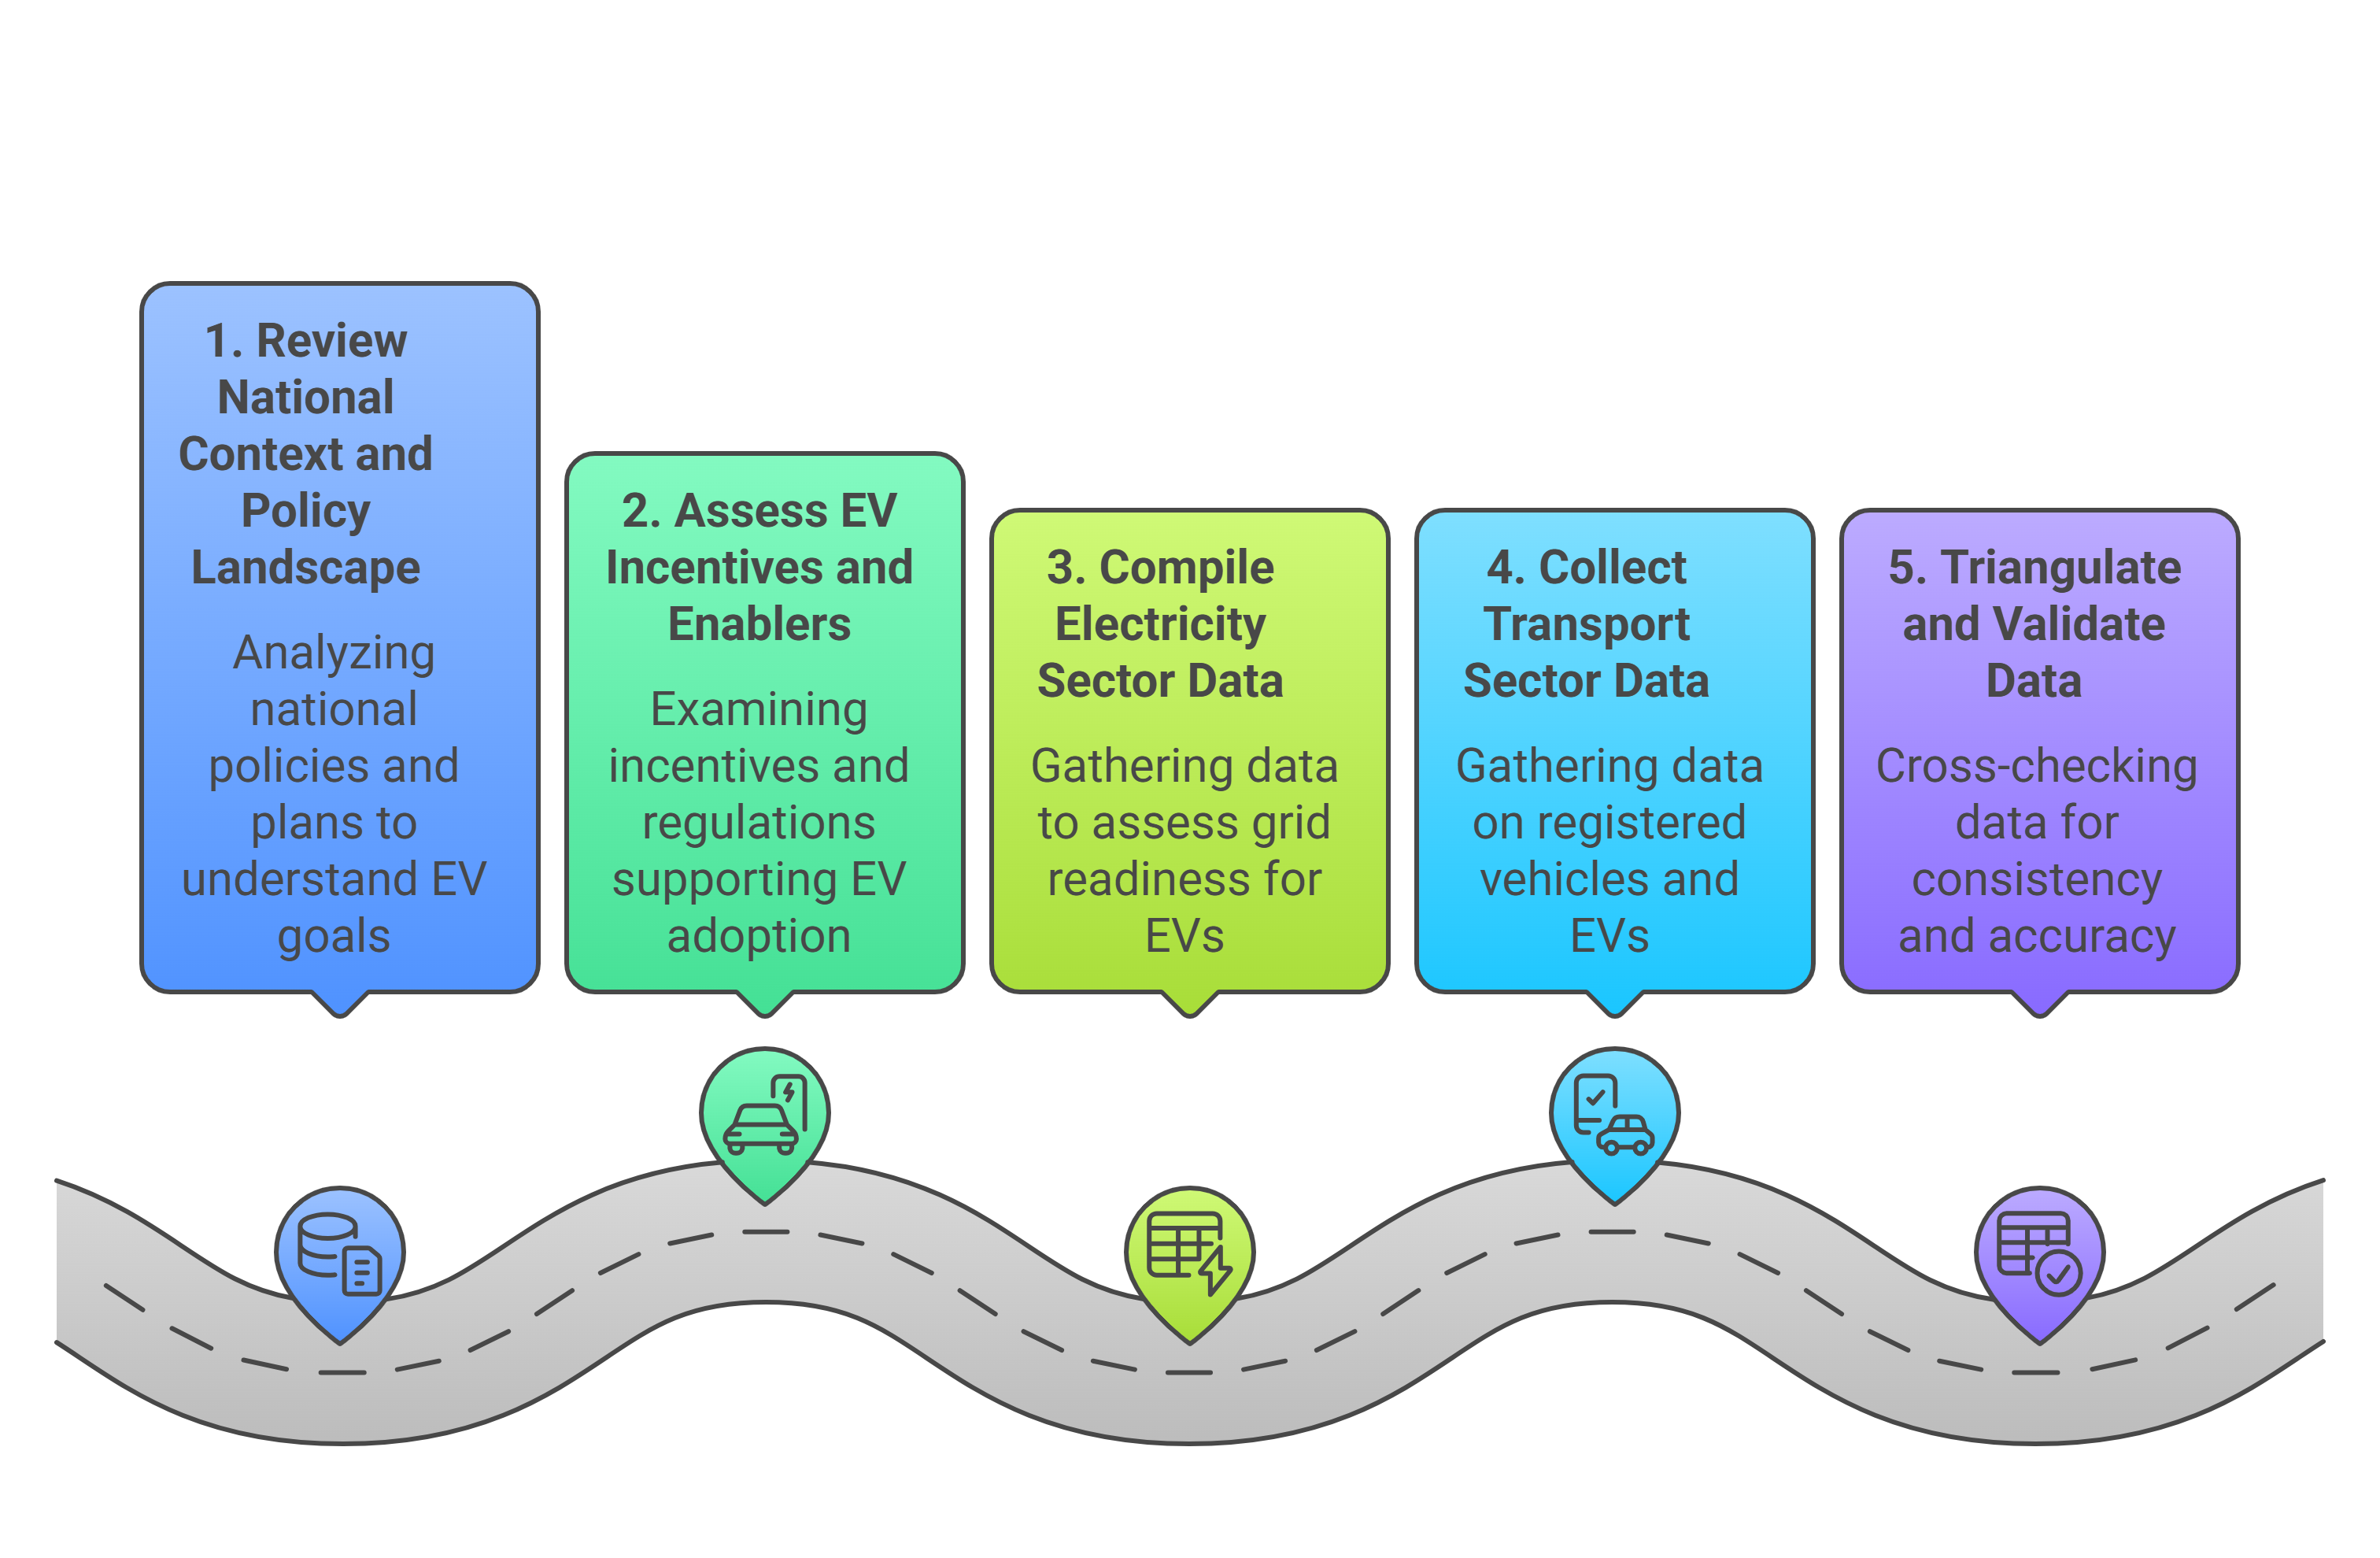 1. Review
National
Context and
Policy
Landscape
Analyzing
national
policies and
plans to
understand EV
goals
2. Assess EV
Incentives and
Enablers
Examining
incentives and
regulations
supporting EV
adoption
3. Compile
Electricity
Sector Data
Gathering data
to assess grid
readiness for
EVs
4. Collect
Transport
Sector Data
Gathering data
on registered
vehicles and
EVs
5. Triangulate
and Validate
Data
Cross-checking
data for
consistency
and accuracy